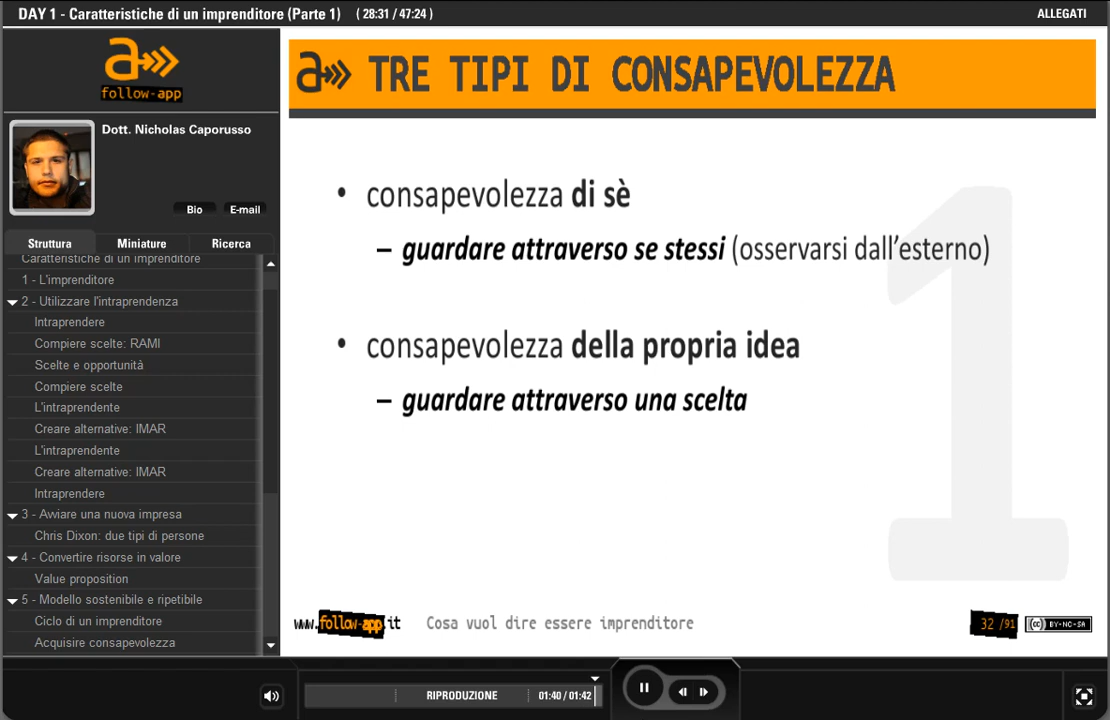 DAY 1 - Caratteristiche di un imprenditore (Parte 1) ( 28:31 / 47:24 )
ALLEGATI
a
follow-app
Dott. Nicholas Caporusso
Bio E-mail
Struttura Miniature Ricerca
Caratteristiche di un imprenditore
1 - L'imprenditore
2 - Utilizzare l'intraprendenza
Intraprendere
Compiere scelte: RAMI
Scelte e opportunità
Compiere scelte
L'intraprendente
Creare alternative: IMAR
L'intraprendente
Creare alternative: IMAR
Intraprendere
3 - Avviare una nuova impresa
Chris Dixon: due tipi di persone
4 - Convertire risorse in valore
Value proposition
5 - Modello sostenibile e ripetibile
Ciclo di un imprenditore
Acquisire consapevolezza
a TRE TIPI DI CONSAPEVOLEZZA
1
• consapevolezza di sè
– guardare attraverso se stessi (osservarsi dall'esterno)
• consapevolezza della propria idea
– guardare attraverso una scelta
www.follow-app.it Cosa vuol dire essere imprenditore
32 /91 cc BY-NC-SA
RIPRODUZIONE 01:40 / 01:42